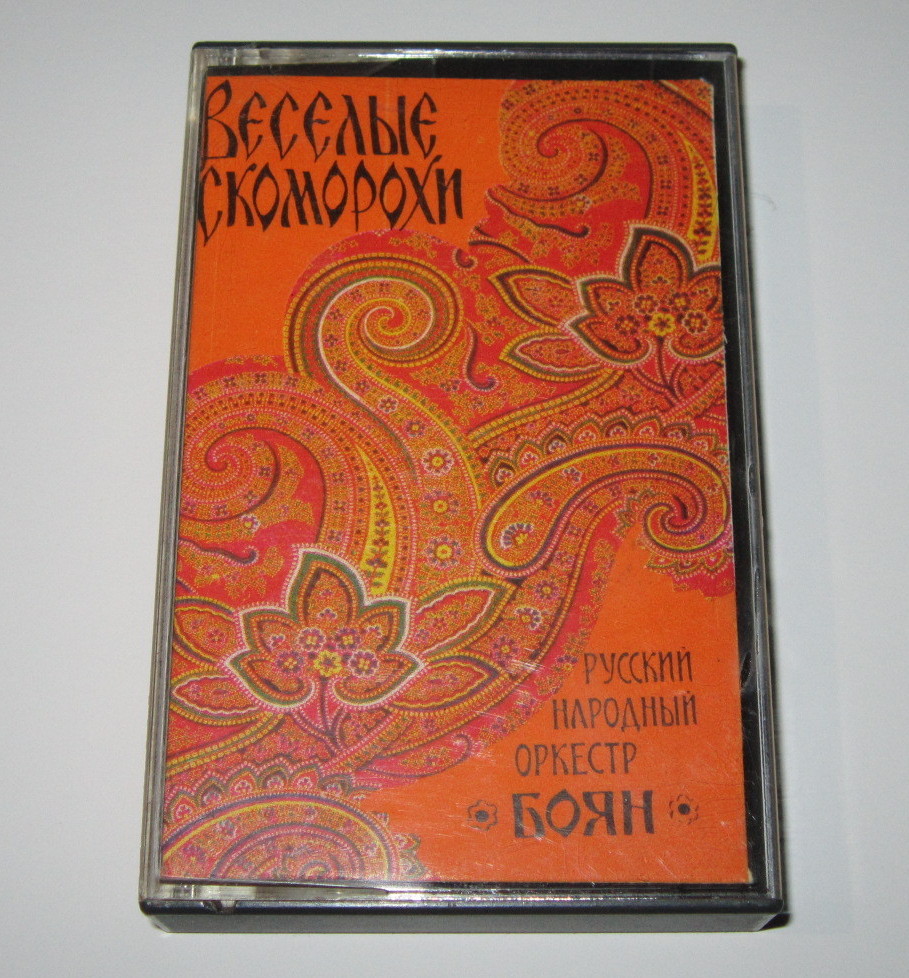 Веселые
скоморохи
Русский
народный
оркестр
Боян